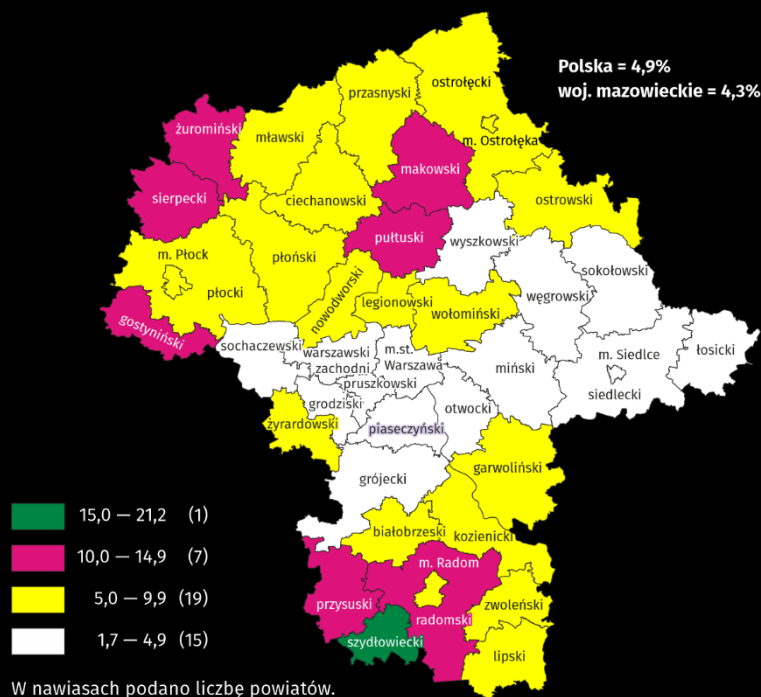 Polska = 4,9%
woj. mazowieckie = 4,3%
ostrołęcki
przasnyski
żuromiński
mławski
m. Ostrołęka
makowski
sierpecki
ciechanowski
ostrowski
pułtuski
wyszkowski
m. Płock
płoński
sokołowski
nowodworski
legionowski
węgrowski
płocki
wołomiński
gostyniński
sochaczewski
warszawski
zachodni
m.st.
Warszawa
miński
m. Siedlce
łosicki
pruszkowski
siedlecki
grodziski
otwocki
żyrardowski
piaseczyński
garwoliński
grójecki
białobrzeski
kozienicki
m. Radom
przysuski
zwoleński
radomski
szydłowiecki
lipski
15,0 — 21,2 (1)
10,0 — 14,9 (7)
5,0 — 9,9 (19)
1,7 — 4,9 (15)
W nawiasach podano liczbę powiatów.